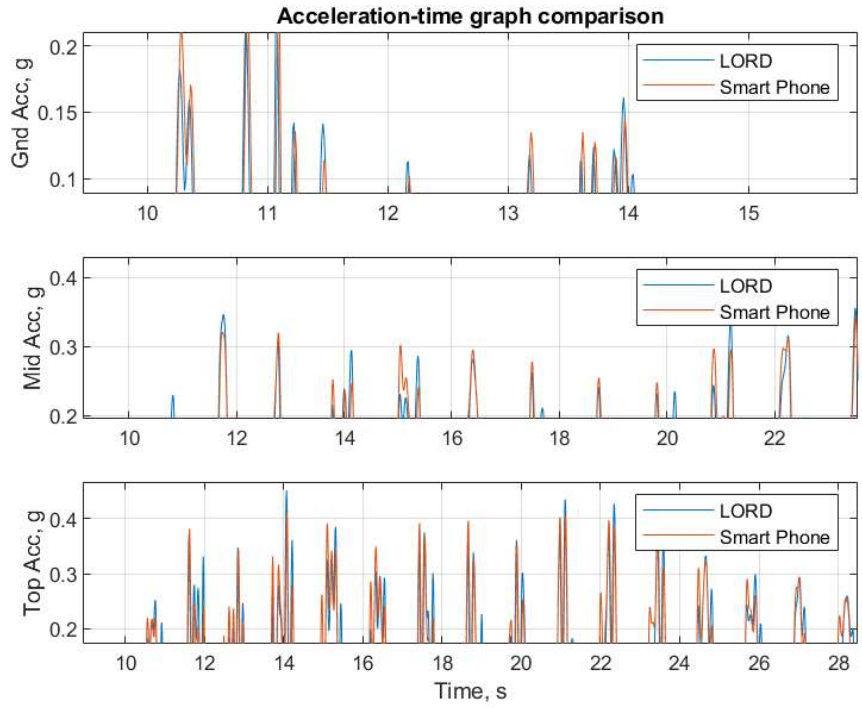 Acceleration-time graph comparison
Gnd Acc, g
0.2
0.15
0.1
LORD
Smart Phone
10 11 12 13 14 15
Mid Acc, g
0.4
0.3
0.2
LORD
Smart Phone
10 12 14 16 18 20 22
Top Acc, g
0.4
0.3
0.2
LORD
Smart Phone
10 12 14 16 18 20 22 24 26 28
Time, s